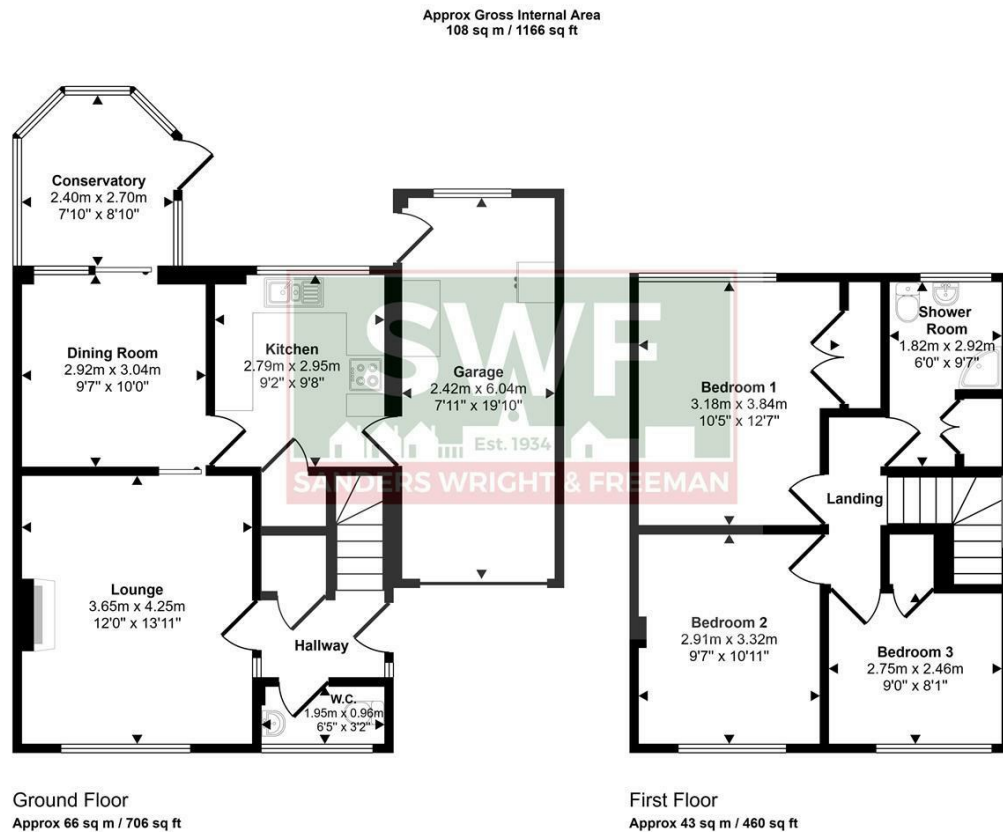 Approx Gross Internal Area
108 sq m / 1166 sq ft
Conservatory
2.40m x 2.70m
7'10" x 8'10"
Dining Room
2.92m x 3.04m
9'7" x 10'0"
Kitchen
2.79m x 2.95m
9'2" x 9'8"
Garage
2.42m x 6.04m
7'11" x 19'10"
SWF
Est. 1934
SANDERS WRIGHT & FREEMAN
Lounge
3.65m x 4.25m
12'0" x 13'11"
Hallway
W.C.
1.95m x 0.96m
6'5" x 3'2"
Ground Floor
Approx 66 sq m / 706 sq ft
Bedroom 1
3.18m x 3.84m
10'5" x 12'7"
Shower
Room
1.82m x 2.92m
6'0" x 9'7"
Landing
Bedroom 2
2.91m x 3.32m
9'7" x 10'11"
Bedroom 3
2.75m x 2.46m
9'0" x 8'1"
First Floor
Approx 43 sq m / 460 sq ft